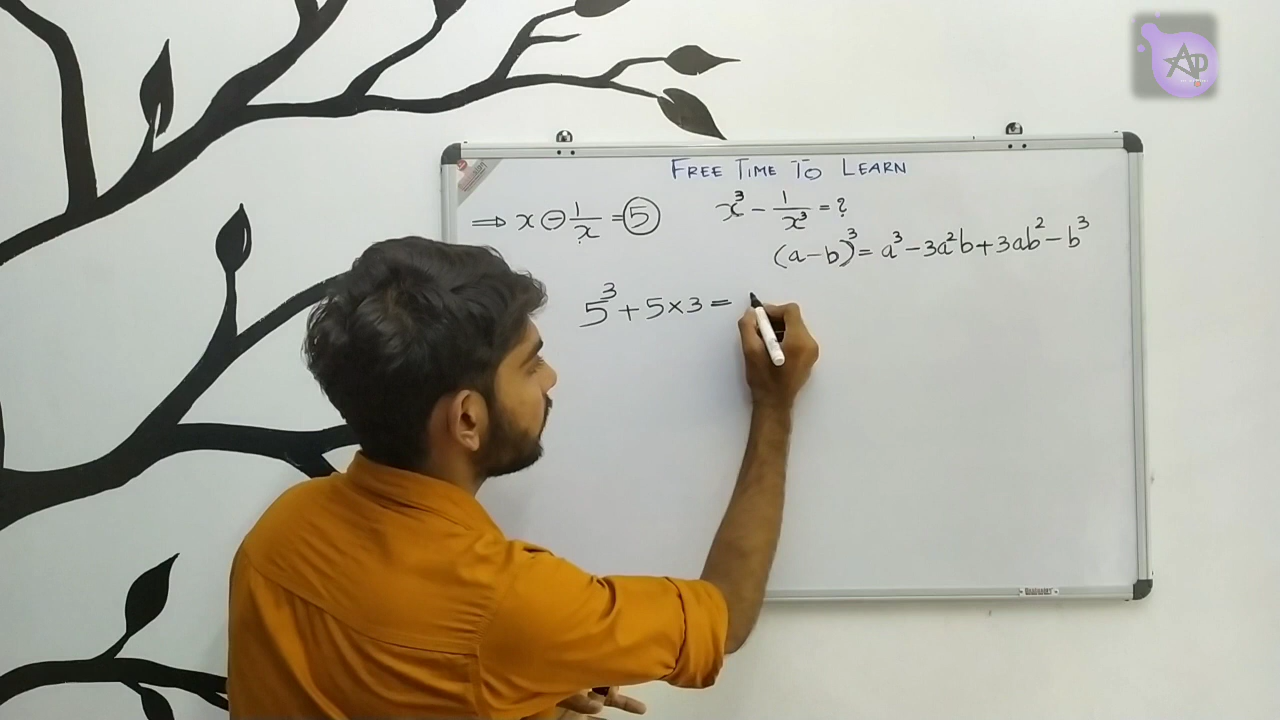 FREE TIME TO LEARN
⇒ x - 1/x = 5
x³ - 1/x³ = ?
(a-b)³ = a³ - 3a²b + 3ab² - b³
5³ + 5×3 =
AP